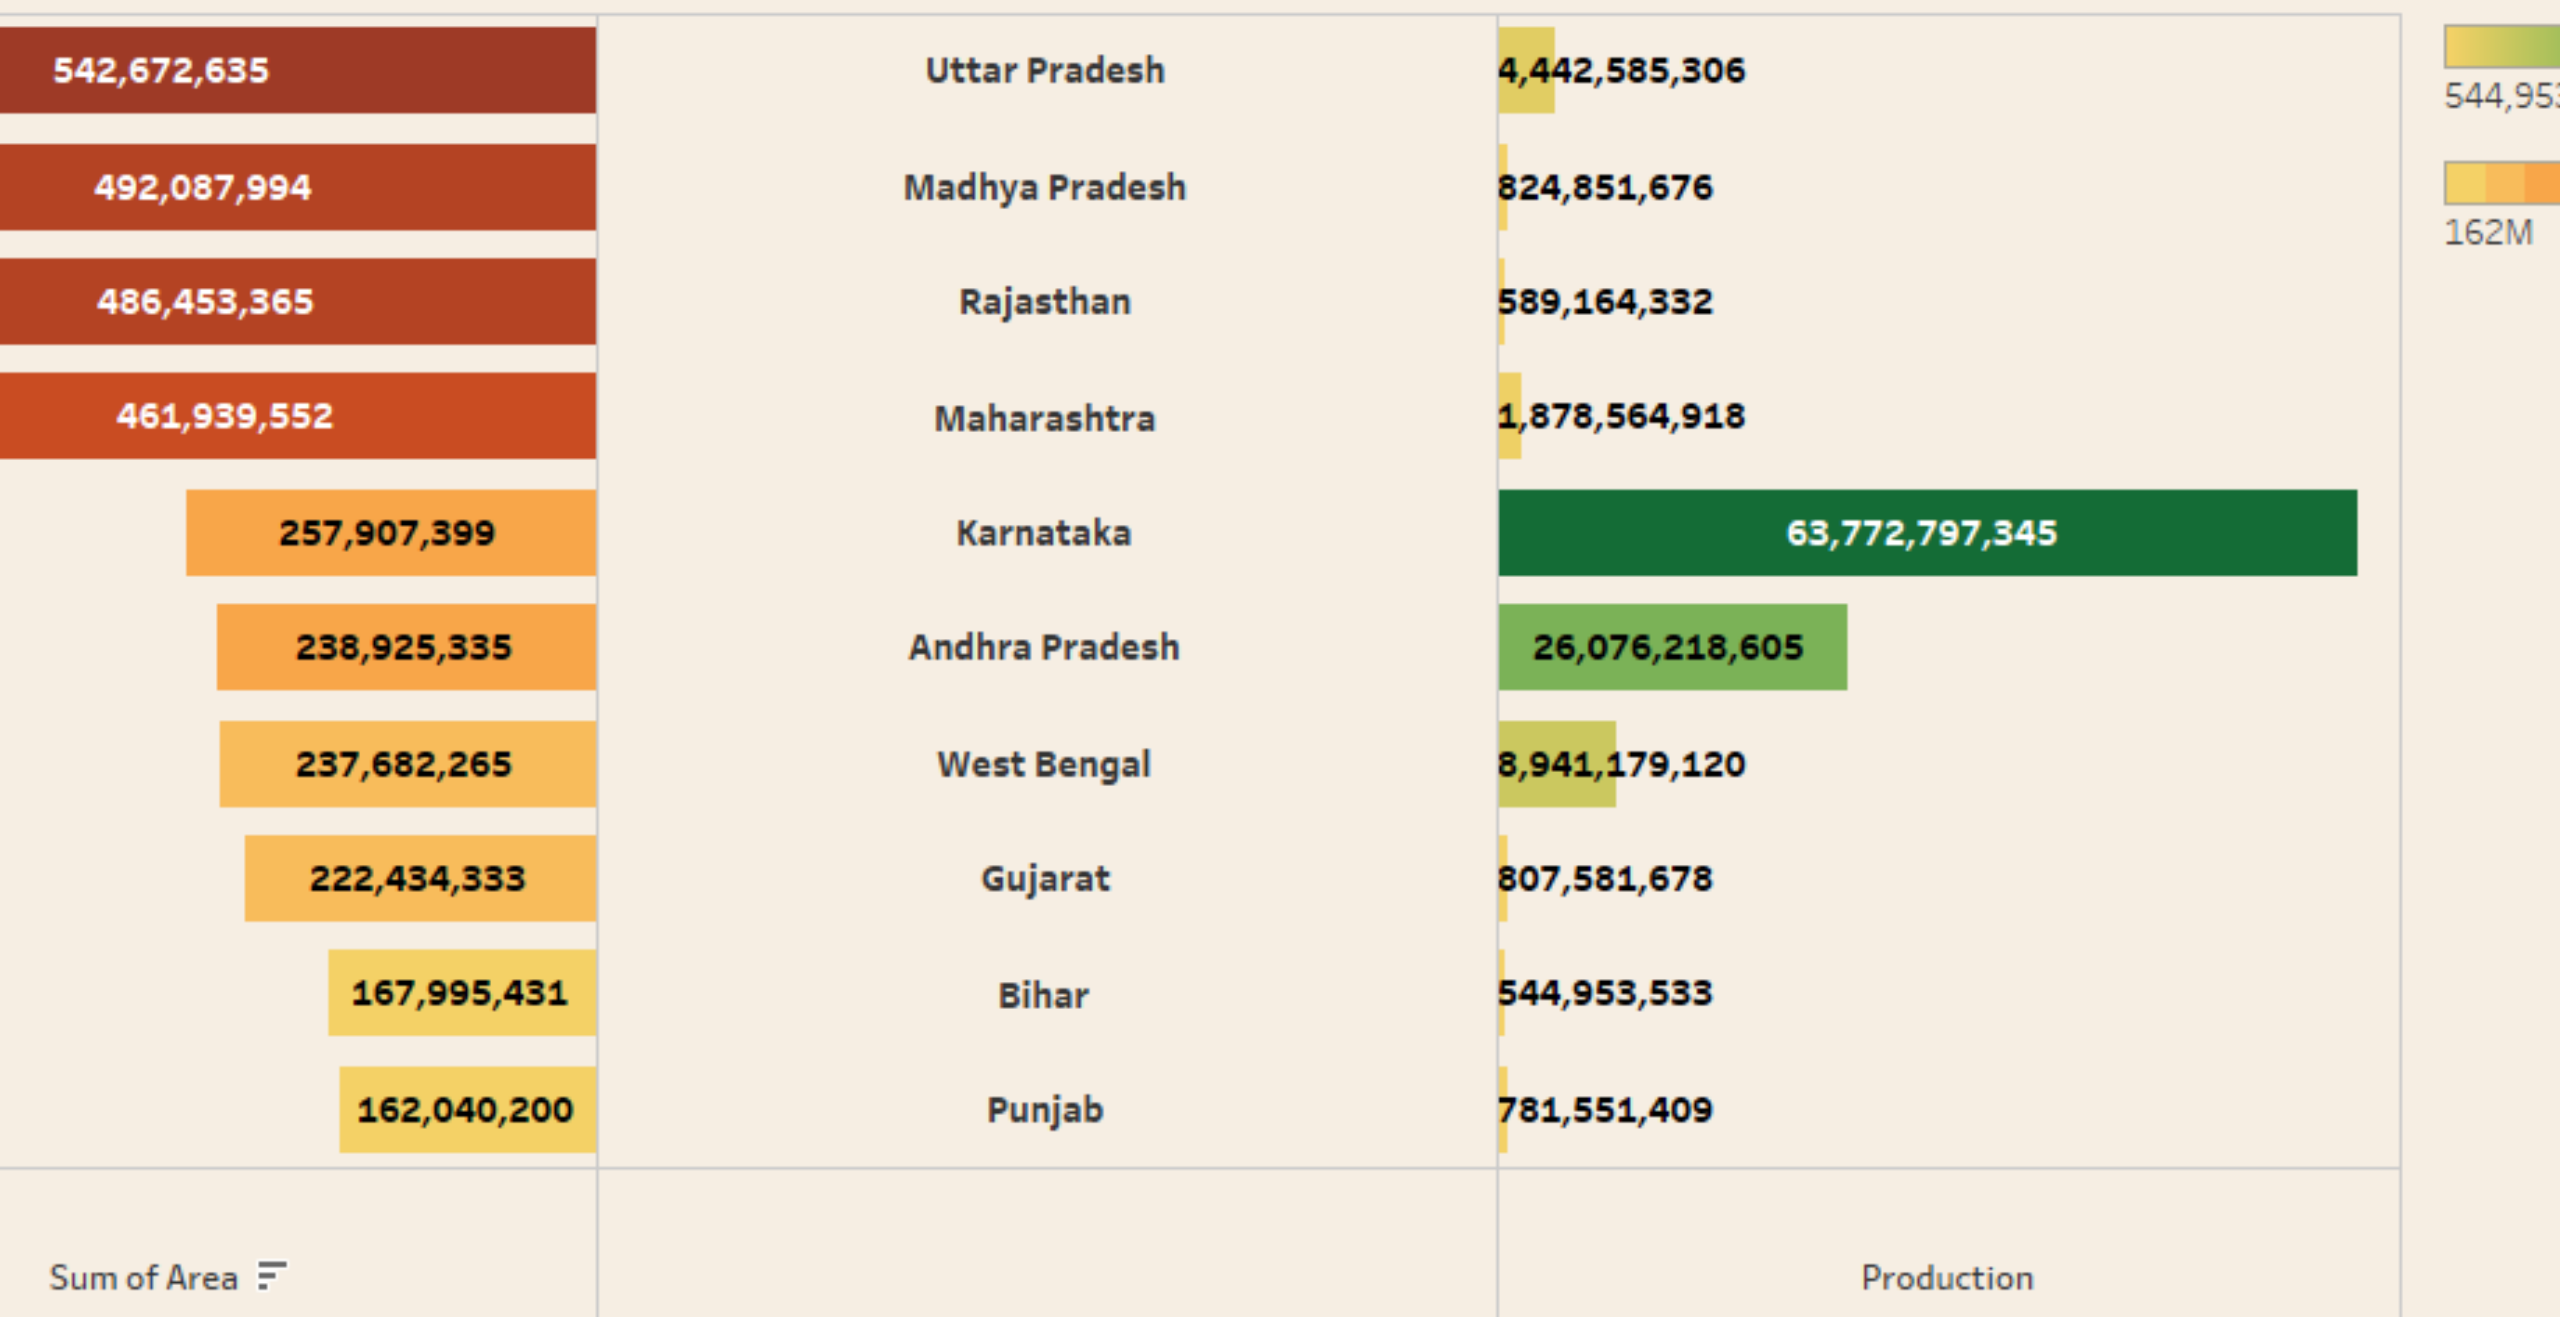 542,672,635 Uttar Pradesh 4,442,585,306
492,087,994 Madhya Pradesh 824,851,676
486,453,365 Rajasthan 589,164,332
461,939,552 Maharashtra 1,878,564,918
257,907,399 Karnataka 63,772,797,345
238,925,335 Andhra Pradesh 26,076,218,605
237,682,265 West Bengal 8,941,179,120
222,434,333 Gujarat 807,581,678
167,995,431 Bihar 544,953,533
162,040,200 Punjab 781,551,409
Sum of Area Production
544,953
162M